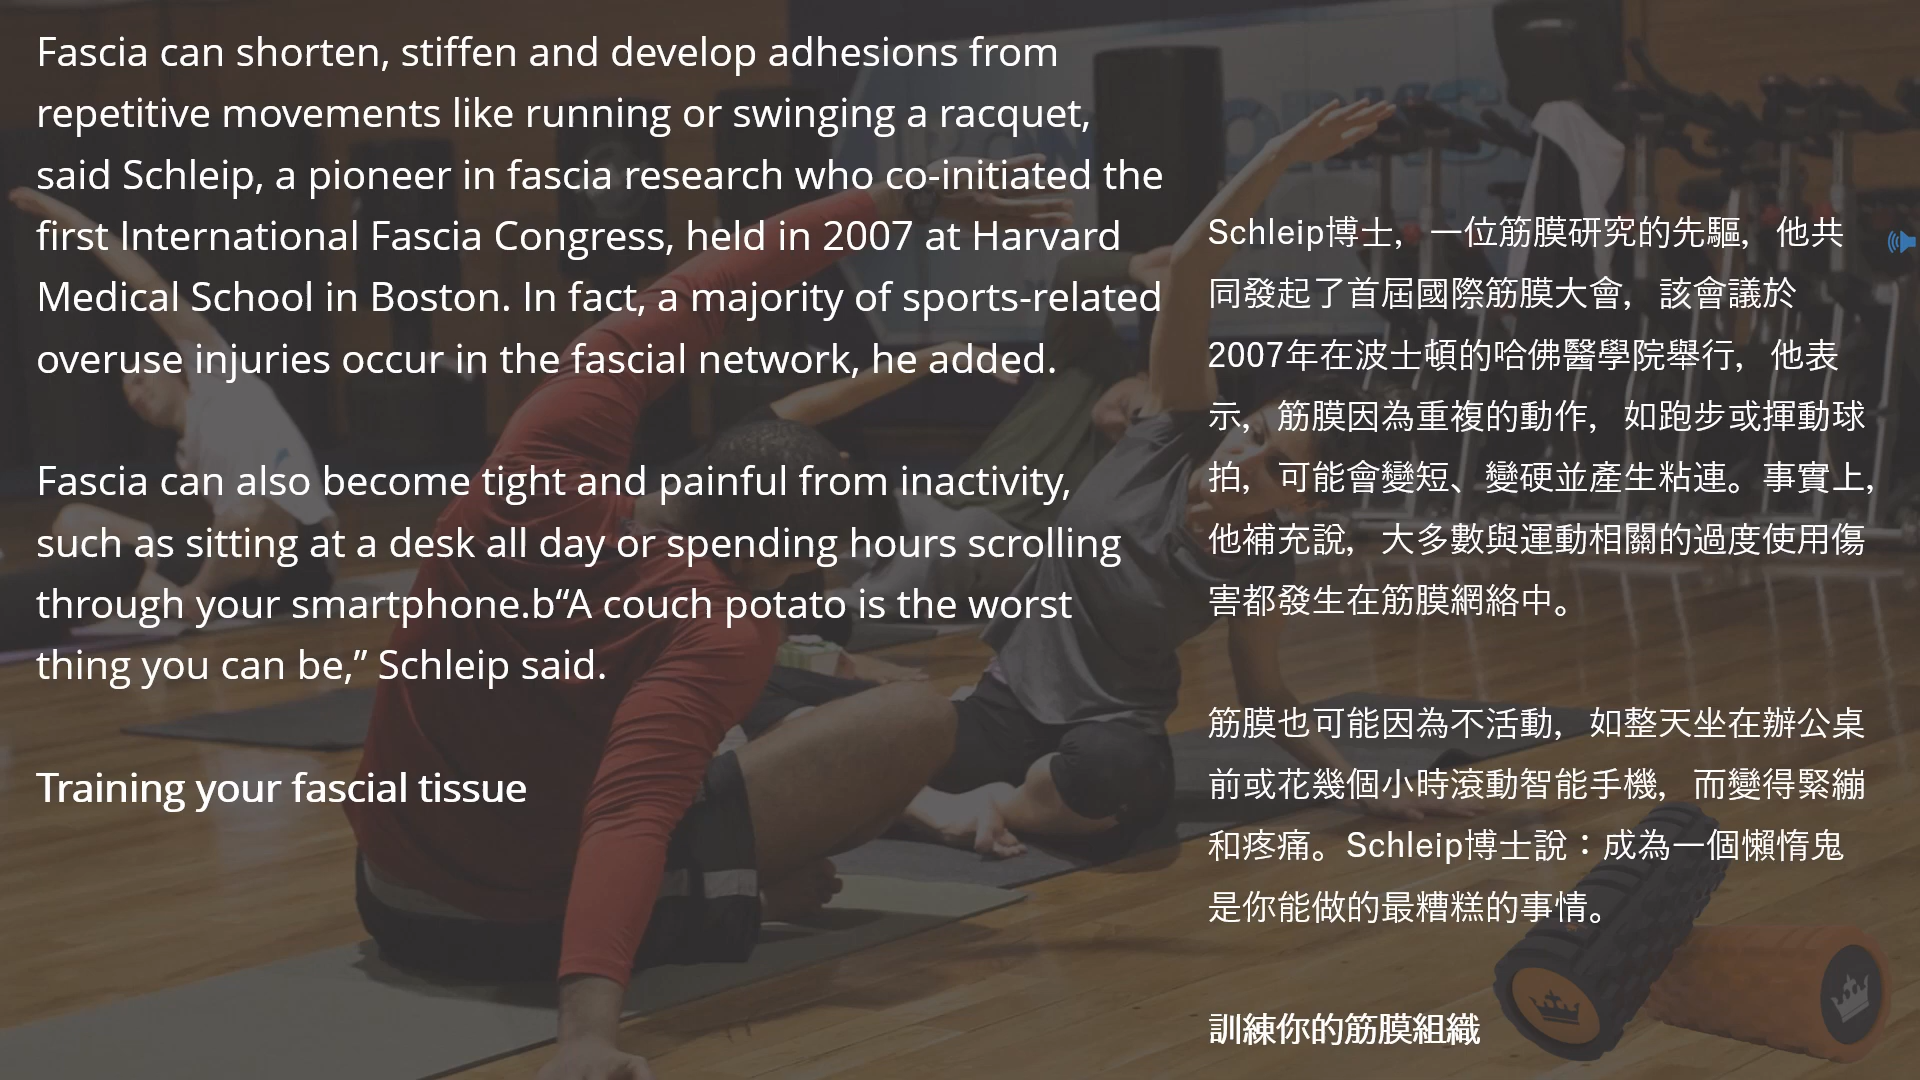 Fascia can shorten, stiffen and develop adhesions from
repetitive movements like running or swinging a racquet,
said Schleip, a pioneer in fascia research who co-initiated the
first International Fascia Congress, held in 2007 at Harvard
Medical School in Boston. In fact, a majority of sports-related
overuse injuries occur in the fascial network, he added.
Fascia can also become tight and painful from inactivity,
such as sitting at a desk all day or spending hours scrolling
through your smartphone.b“A couch potato is the worst
thing you can be,” Schleip said.
Training your fascial tissue
Schleip博士，一位筋膜研究的先驅，他共
同發起了首屆國際筋膜大會，該會議於
2007年在波士頓的哈佛醫學院舉行，他表
示，筋膜因為重複的動作，如跑步或揮動球
拍，可能會變短、變硬並產生粘連。事實上，
他補充說，大多數與運動相關的過度使用傷
害都發生在筋膜網絡中。
筋膜也可能因為不活動，如整天坐在辦公桌
前或花幾個小時滾動智能手機，而變得緊繃
和疼痛。Schleip博士說：成為一個懶惰鬼
是你能做的最糟糕的事情。
訓練你的筋膜組織